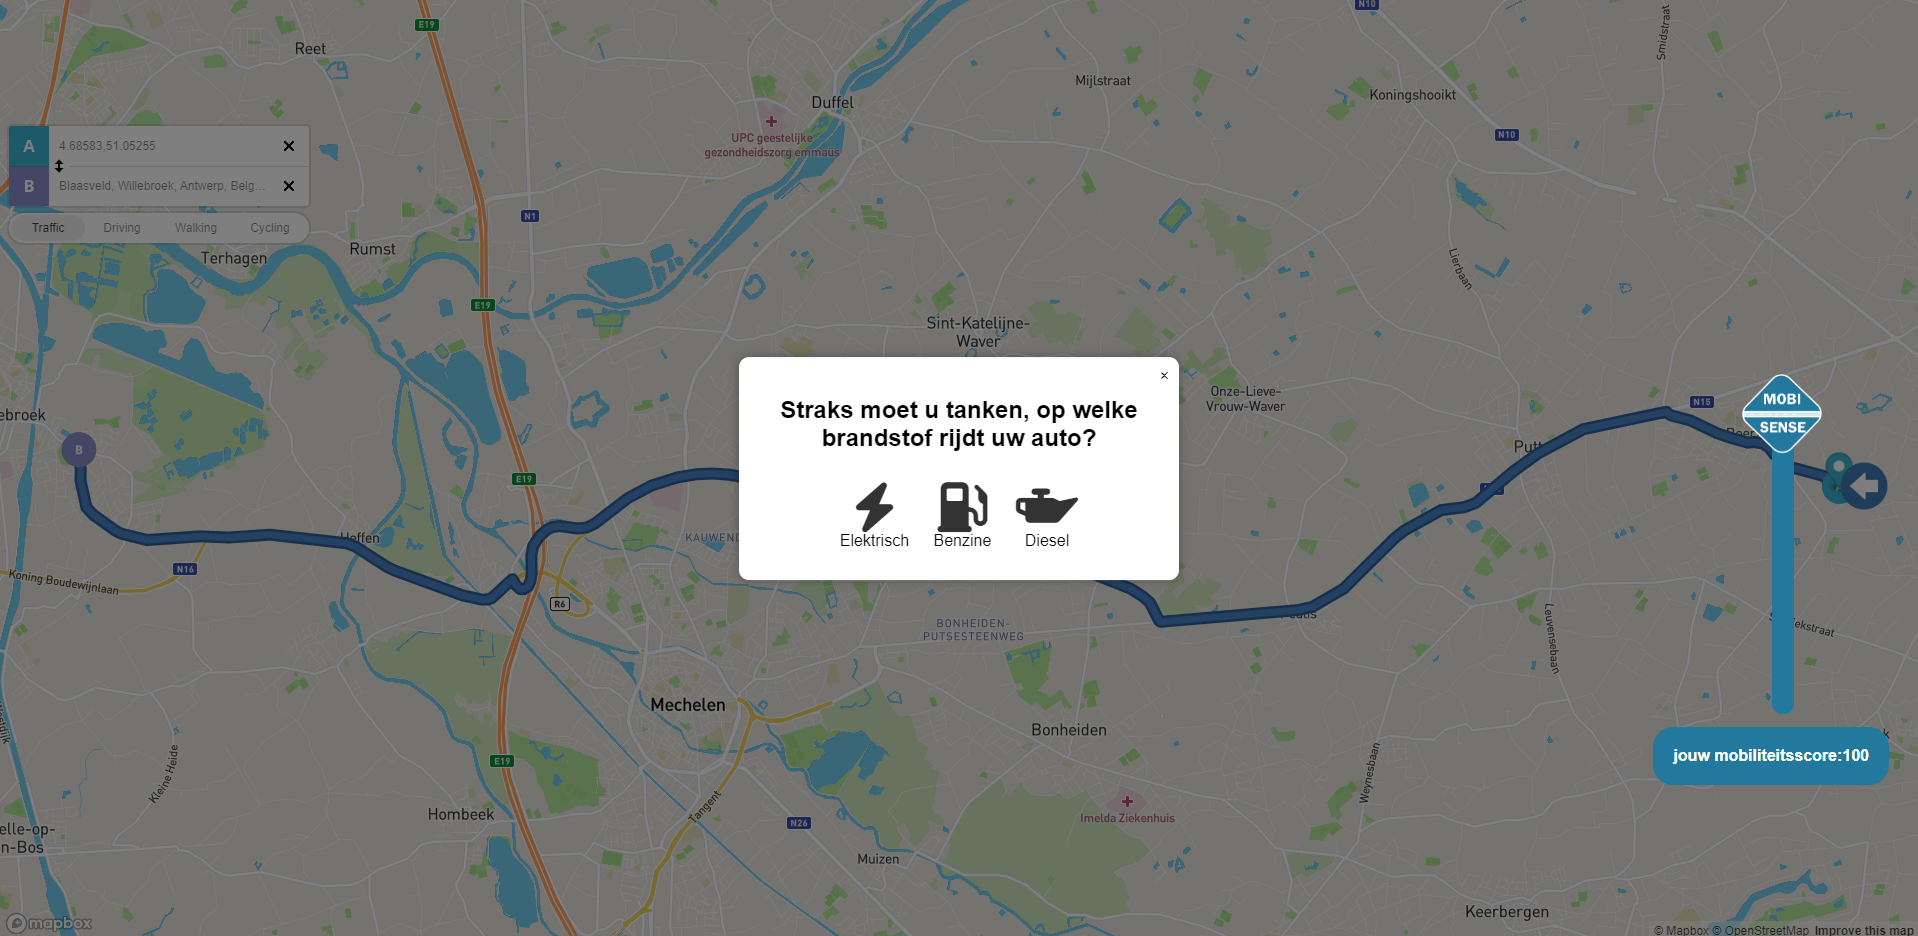 E19
N10
Reet
Smidstraat
Mijlstraat
Koningshooikt
Duffel
UPC geestelijke
gezondheidszorg emmaüs
N10
A
4.68583,51.05255
B
Blaasveld, Willebroek, Antwerp, Belg...
Traffic
Driving
Walking
Cycling
N1
Rumst
Terhagen
Lierbaan
E19
Sint-Katelijne-
Waver
Onze-Lieve-
Vrouw-Waver
N15
MOBI
SENSE
ebroek
B
×
Straks moet u tanken, op welke
brandstof rijdt uw auto?
Elektrisch
Benzine
Diesel
E19
Heffen
KAUWEND
N16
Koning Boudewijnlaan
R6
BONHEIDEN-
PUTSESTEENWEG
Leuvensebaan
Mechelen
Bonheiden
jouw mobiliteitsscore:100
E19
Kleine Heide
Weynesbaan
Tangent
Hombeek
N26
Imelda Ziekenhuis
elle-op-
n-Bos
Muizen
Keerbergen
mapbox
© Mapbox © OpenStreetMap Improve this map